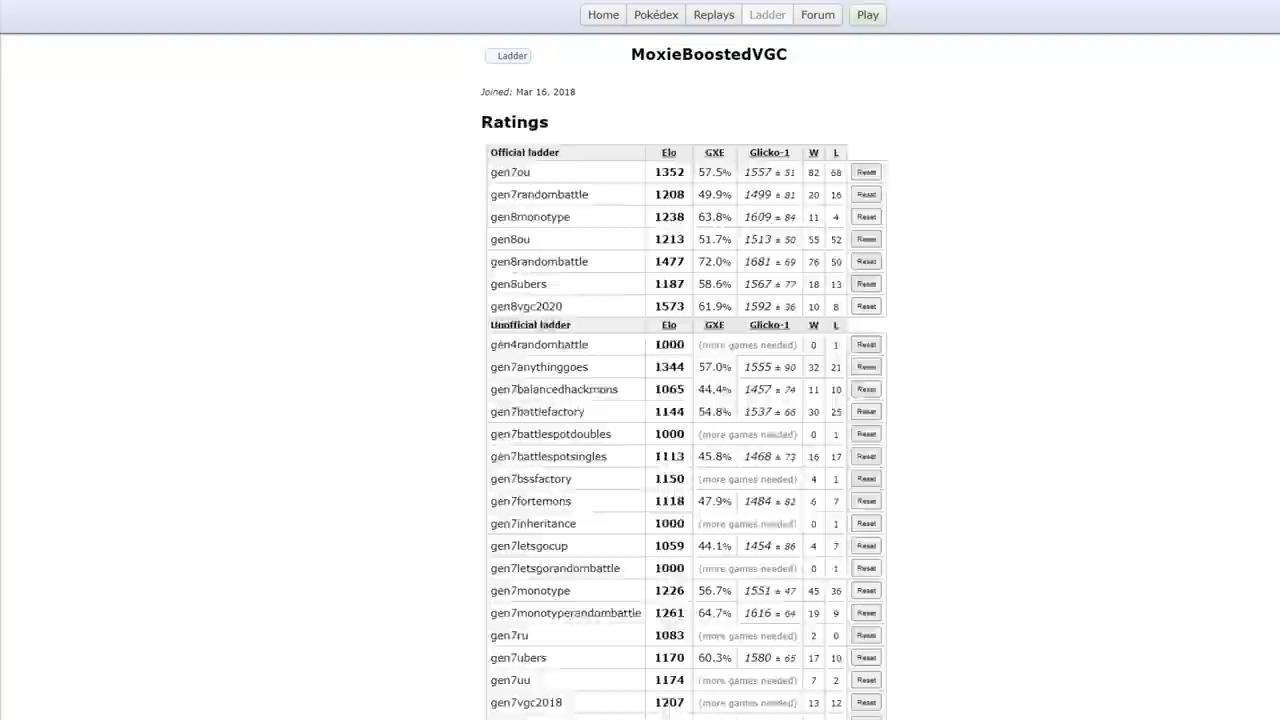 Home Pokédex Replays Ladder Forum Play
Ladder MoxieBoostedVGC
Joined: Mar 16, 2018
Ratings
Official ladder Elo GXE Glicko-1 W L
gen7ou 1352 57.5% 1557 ± 51 82 68 Reset
gen7randombattle 1208 49.9% 1499 ± 81 20 16 Reset
gen8monotype 1238 63.8% 1609 ± 84 11 4 Reset
gen8ou 1213 51.7% 1513 ± 50 55 52 Reset
gen8randombattle 1477 72.0% 1681 ± 69 76 50 Reset
gen8ubers 1187 58.6% 1567 ± 77 18 13 Reset
gen8vgc2020 1573 61.9% 1592 ± 36 10 8 Reset
Unofficial ladder Elo GXE Glicko-1 W L
gen4randombattle 1000 (more games needed) 0 1 Reset
gen7anythinggoes 1344 57.0% 1555 ± 90 32 21 Reset
gen7balancedhackmons 1065 44.4% 1457 ± 74 11 10 Reset
gen7battlefactory 1144 54.8% 1537 ± 66 30 25 Reset
gen7battlespotdoubles 1000 (more games needed) 0 1 Reset
gen7battlespotsingles 1113 45.8% 1468 ± 73 16 17 Reset
gen7bssfactory 1150 (more games needed) 4 1 Reset
gen7fortemons 1118 47.9% 1484 ± 82 6 7 Reset
gen7inheritance 1000 (more games needed) 0 1 Reset
gen7letsgocup 1059 44.1% 1454 ± 86 4 7 Reset
gen7letsgorandombattle 1000 (more games needed) 0 1 Reset
gen7monotype 1226 56.7% 1551 ± 47 45 36 Reset
gen7monotyperandombattle 1261 64.7% 1616 ± 64 19 9 Reset
gen7ru 1083 (more games needed) 2 0 Reset
gen7ubers 1170 60.3% 1580 ± 65 17 10 Reset
gen7uu 1174 (more games needed) 7 2 Reset
gen7vgc2018 1207 (more games needed) 13 12 Reset